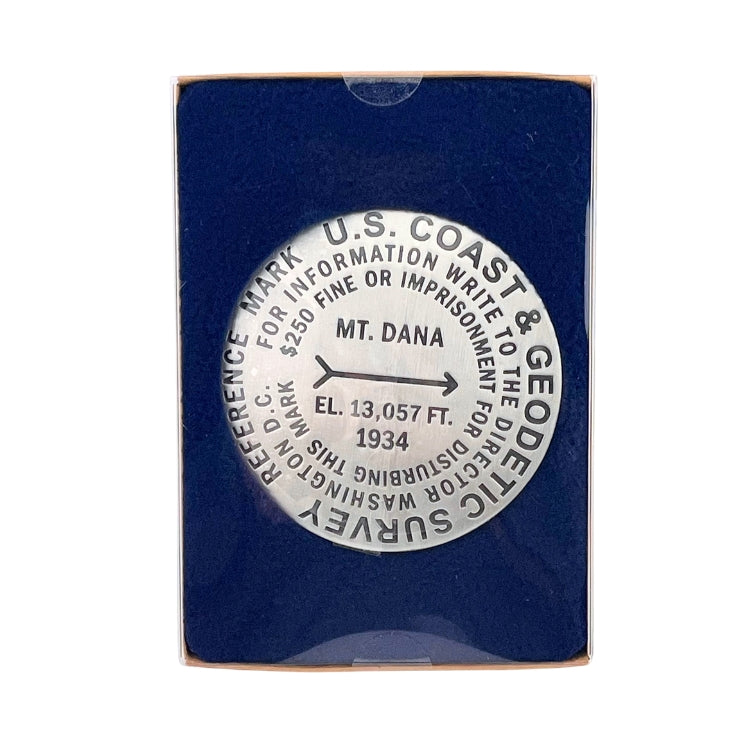 U.S. COAST & GEODETIC SURVEY REFERENCE MARK
FOR INFORMATION WRITE TO THE DIRECTOR WASHINGTON D.C.
$250 FINE OR IMPRISONMENT FOR DISTURBING THIS MARK
MT. DANA
EL. 13,057 FT.
1934